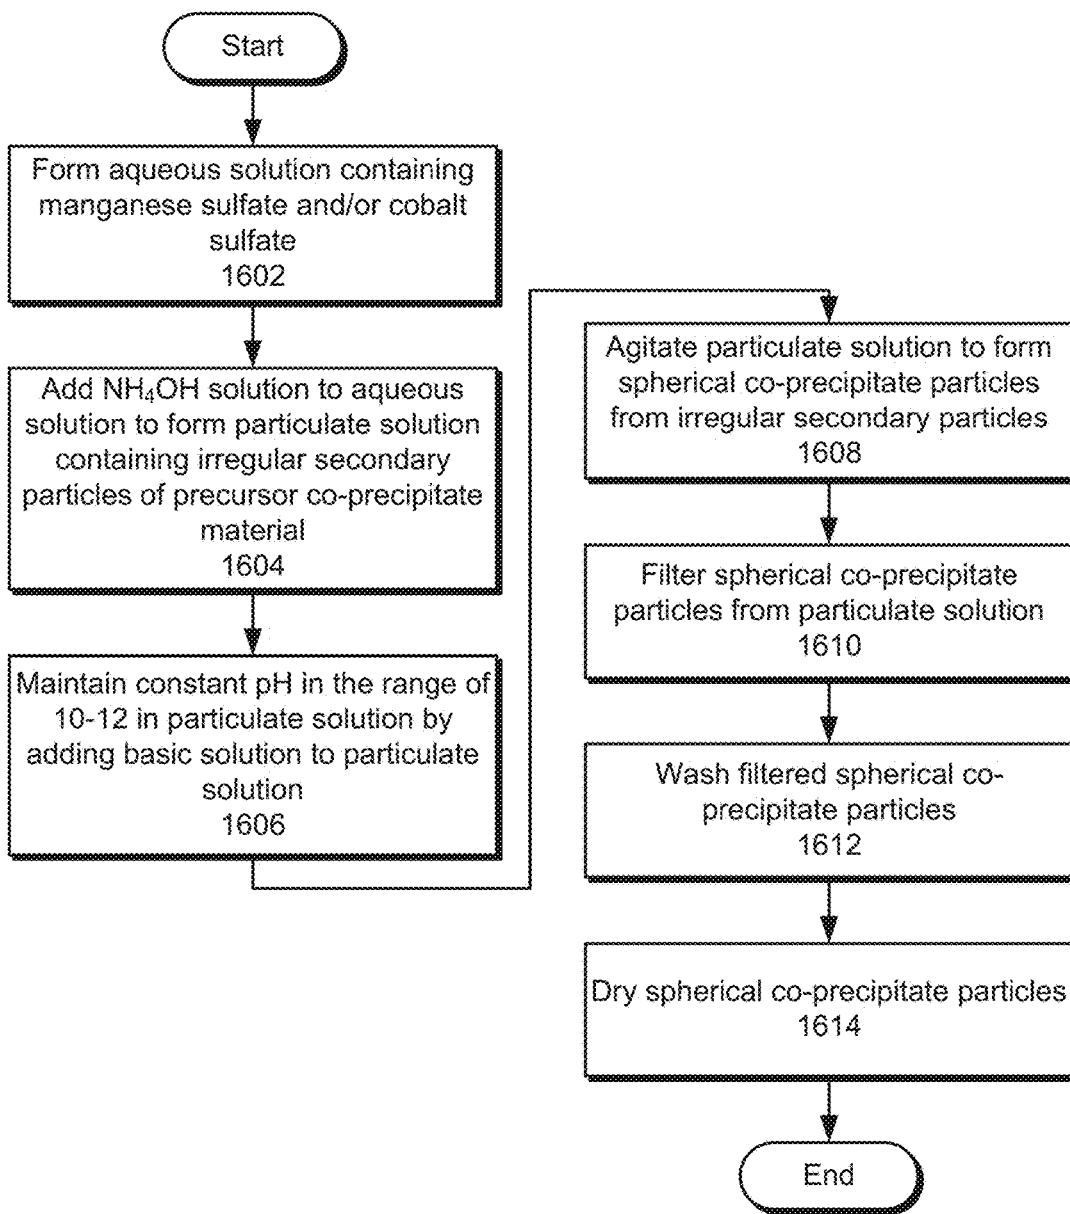 Start
Form aqueous solution containing
manganese sulfate and/or cobalt
sulfate
1602
Add NH₄OH solution to aqueous
solution to form particulate solution
containing irregular secondary
particles of precursor co-precipitate
material
1604
Maintain constant pH in the range of
10-12 in particulate solution by
adding basic solution to particulate
solution
1606
Agitate particulate solution to form
spherical co-precipitate particles
from irregular secondary particles
1608
Filter spherical co-precipitate
particles from particulate solution
1610
Wash filtered spherical co-
precipitate particles
1612
Dry spherical co-precipitate particles
1614
End